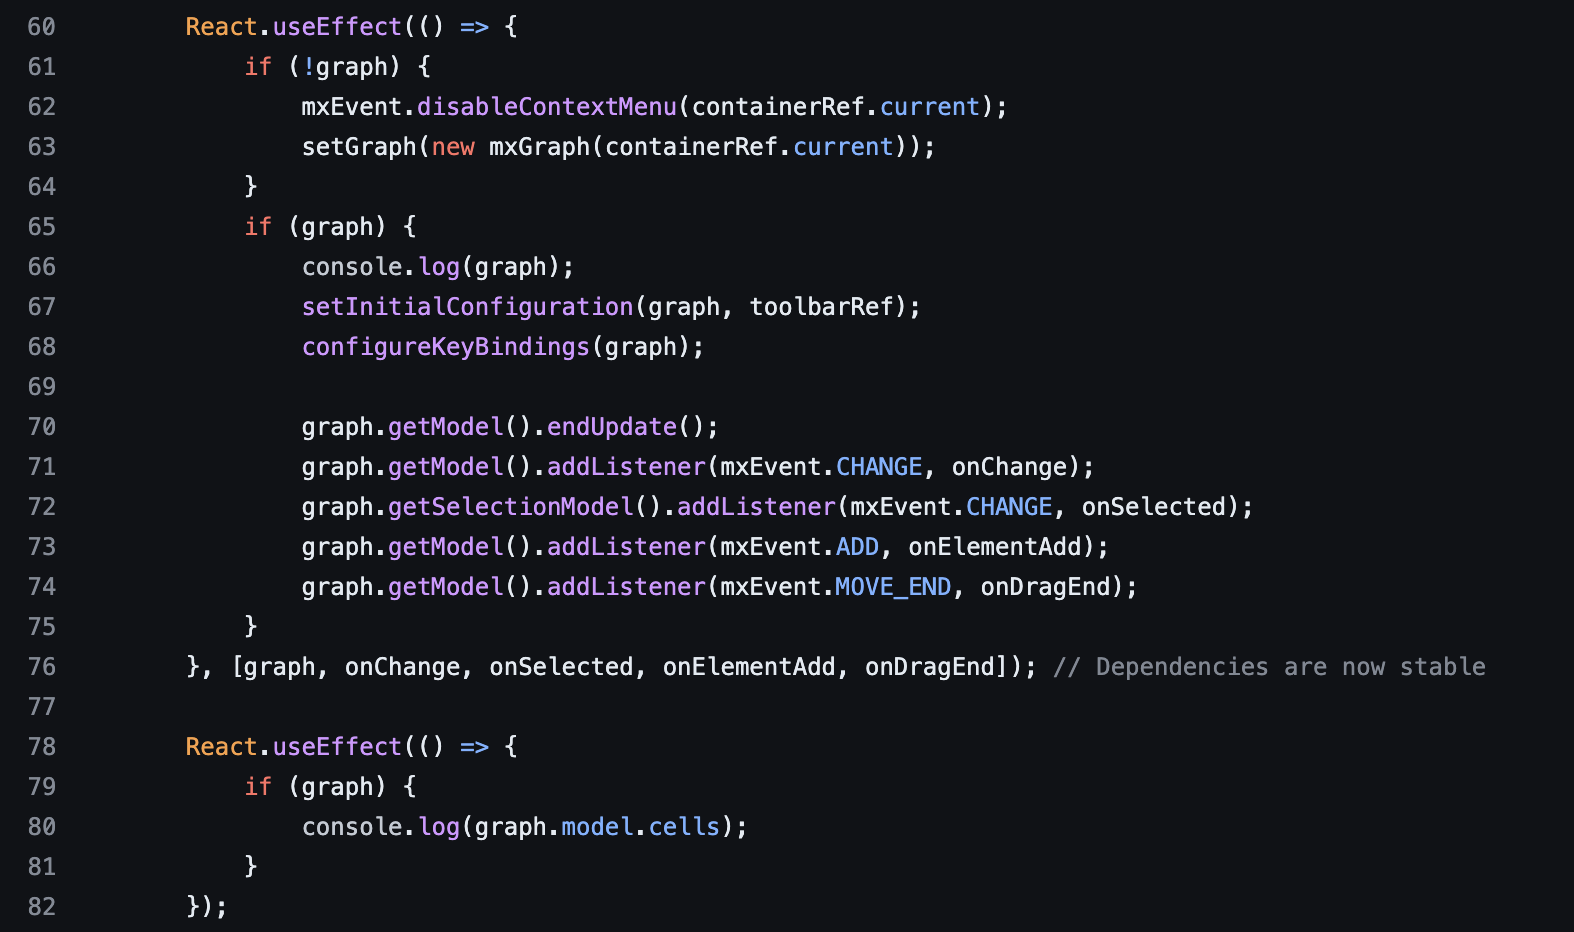 60 React.useEffect(() => {
61 if (!graph) {
62 mxEvent.disableContextMenu(containerRef.current);
63 setGraph(new mxGraph(containerRef.current));
64 }
65 if (graph) {
66 console.log(graph);
67 setInitialConfiguration(graph, toolbarRef);
68 configureKeyBindings(graph);
69
70 graph.getModel().endUpdate();
71 graph.getModel().addListener(mxEvent.CHANGE, onChange);
72 graph.getSelectionModel().addListener(mxEvent.CHANGE, onSelected);
73 graph.getModel().addListener(mxEvent.ADD, onElementAdd);
74 graph.getModel().addListener(mxEvent.MOVE_END, onDragEnd);
75 }
76 }, [graph, onChange, onSelected, onElementAdd, onDragEnd]); // Dependencies are now stable
77
78 React.useEffect(() => {
79 if (graph) {
80 console.log(graph.model.cells);
81 }
82 });